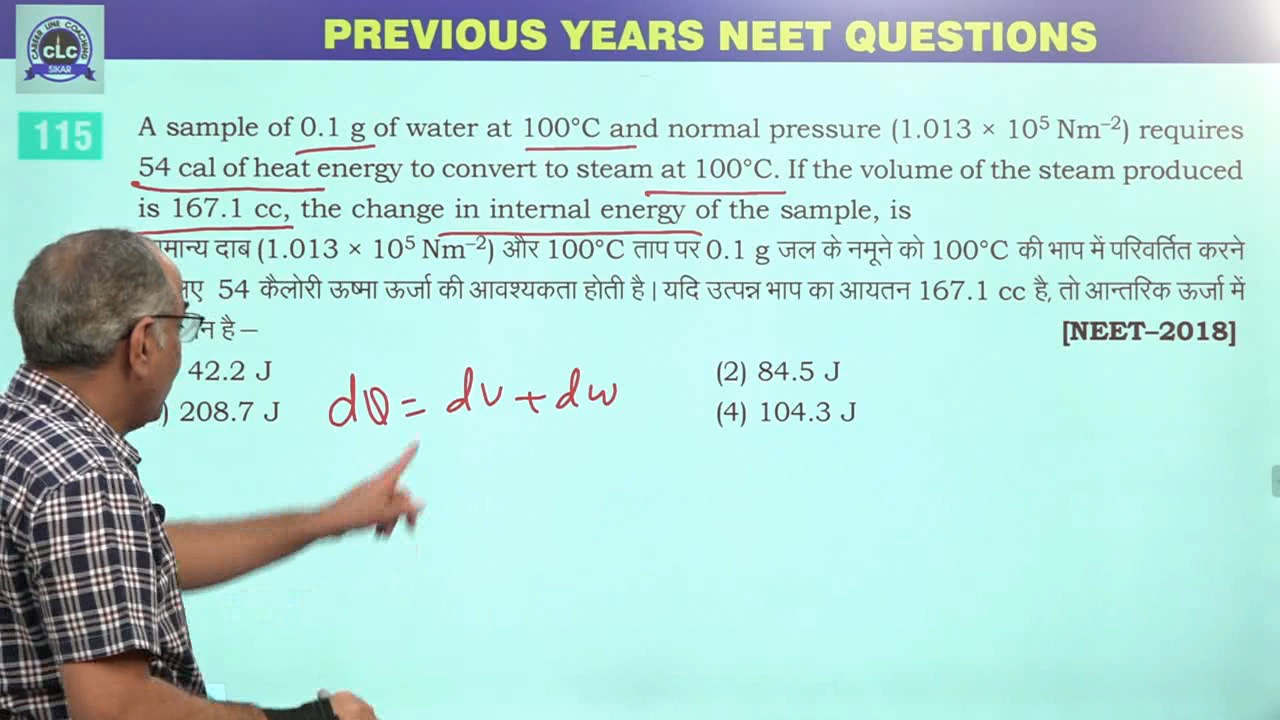 CAREER LINE COACHING
CLC
SIKAR
PREVIOUS YEARS NEET QUESTIONS
115
A sample of 0.1 g of water at 100°C and normal pressure (1.013 × 10⁵ Nm⁻²) requires
54 cal of heat energy to convert to steam at 100°C. If the volume of the steam produced
is 167.1 cc, the change in internal energy of the sample, is
दाब (1.013 × 10⁵ Nm⁻²) और 100°C ताप पर 0.1 g जल के नमूने को 100°C की भाप में परिवर्तित करने
54 कैलोरी ऊष्मा ऊर्जा की आवश्यकता होती है। यदि उत्पन्न भाप का आयतन 167.1 cc है, तो आन्तरिक ऊर्जा में
है–
[NEET–2018]
42.2 J
(2) 84.5 J
) 208.7 J
(4) 104.3 J
dQ = dU + dw